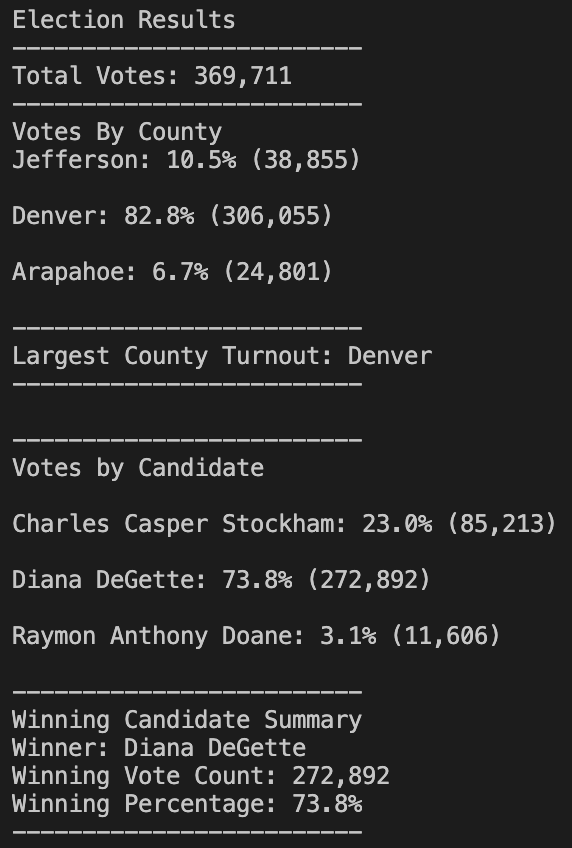 Election Results
-------------------------
Total Votes: 369,711
-------------------------
Votes By County
Jefferson: 10.5% (38,855)
Denver: 82.8% (306,055)
Arapahoe: 6.7% (24,801)
-------------------------
Largest County Turnout: Denver
-------------------------
-------------------------
Votes by Candidate
Charles Casper Stockham: 23.0% (85,213)
Diana DeGette: 73.8% (272,892)
Raymon Anthony Doane: 3.1% (11,606)
-------------------------
Winning Candidate Summary
Winner: Diana DeGette
Winning Vote Count: 272,892
Winning Percentage: 73.8%
-------------------------